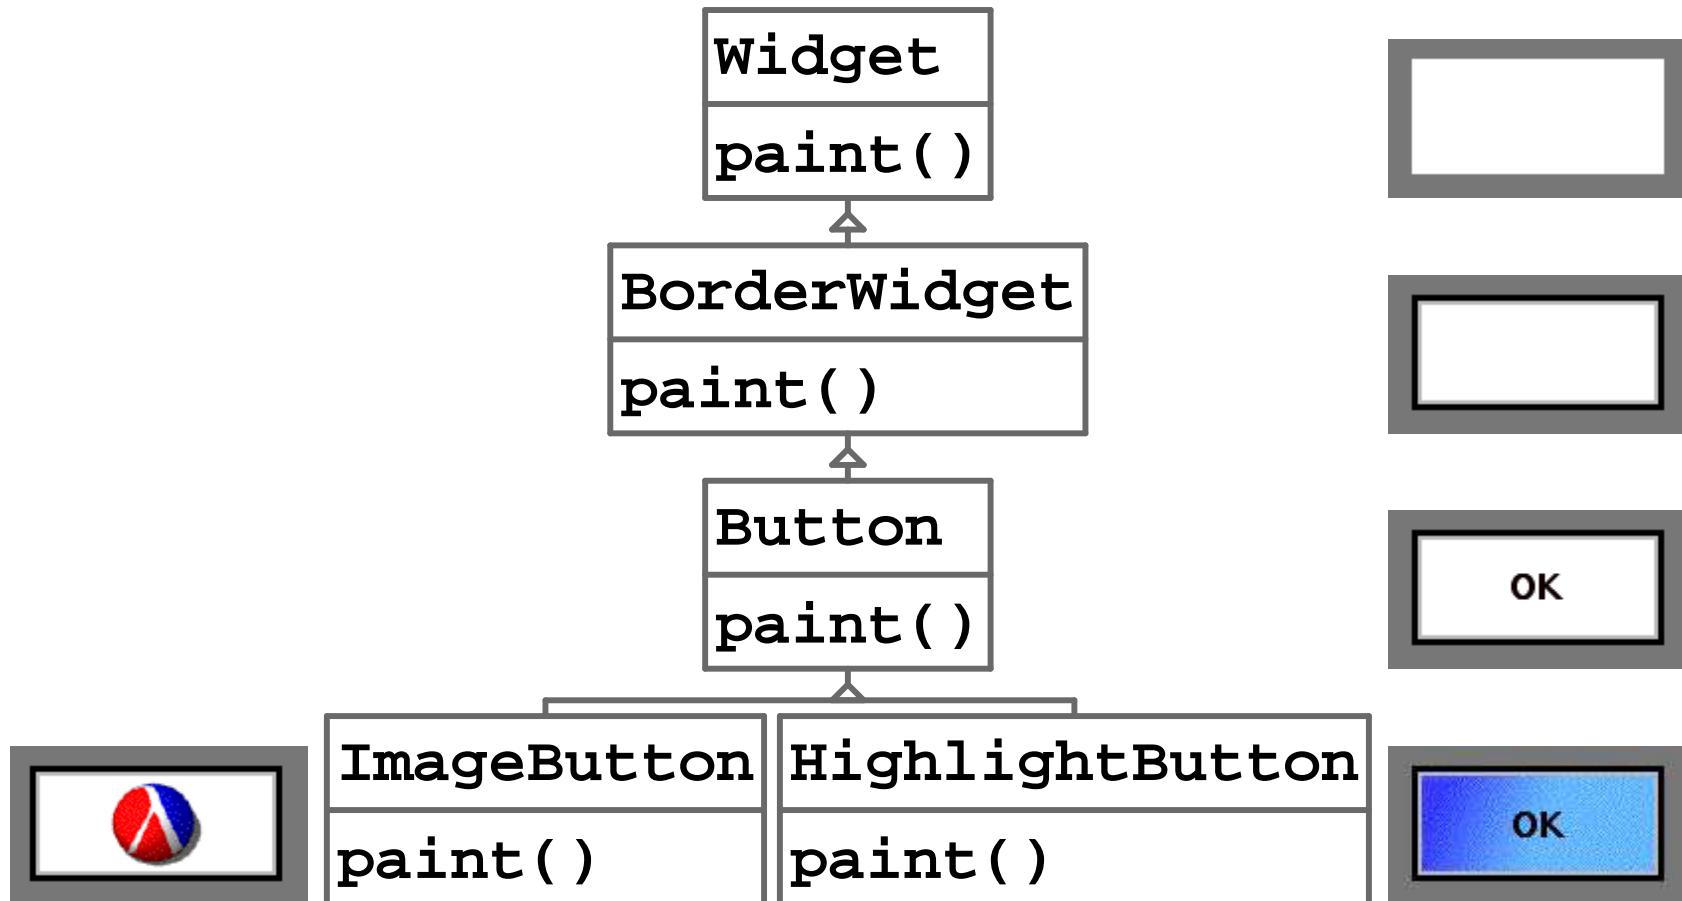 Widget
paint()
BorderWidget
paint()
Button
paint()
OK
ImageButton
paint()
HighlightButton
paint()
OK